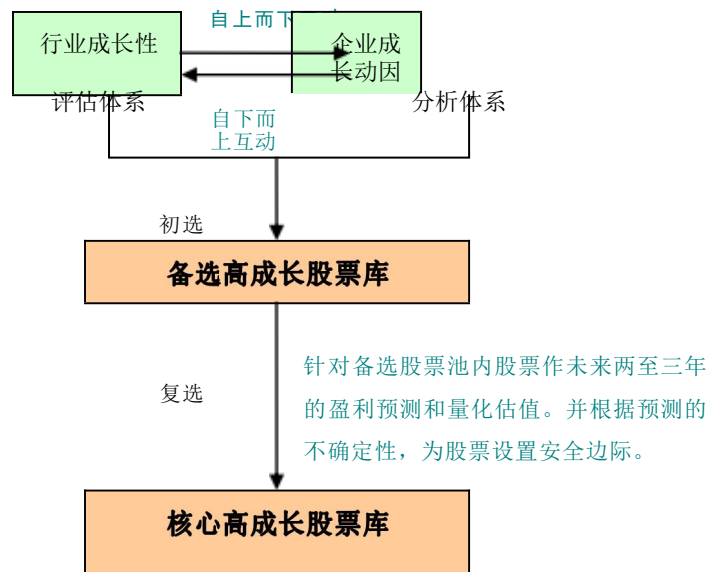 自上而下
行业成长性
企业成
长动因
评估体系
分析体系
自下而
上互动
初选
备选高成长股票库
针对备选股票池内股票作未来两至三年
复选
的盈利预测和量化估值。并根据预测的
不确定性，为股票设置安全边际。
核心高成长股票库